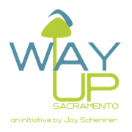 WAY
UP
SACRAMENTO
an initiative by Jay Schenirer